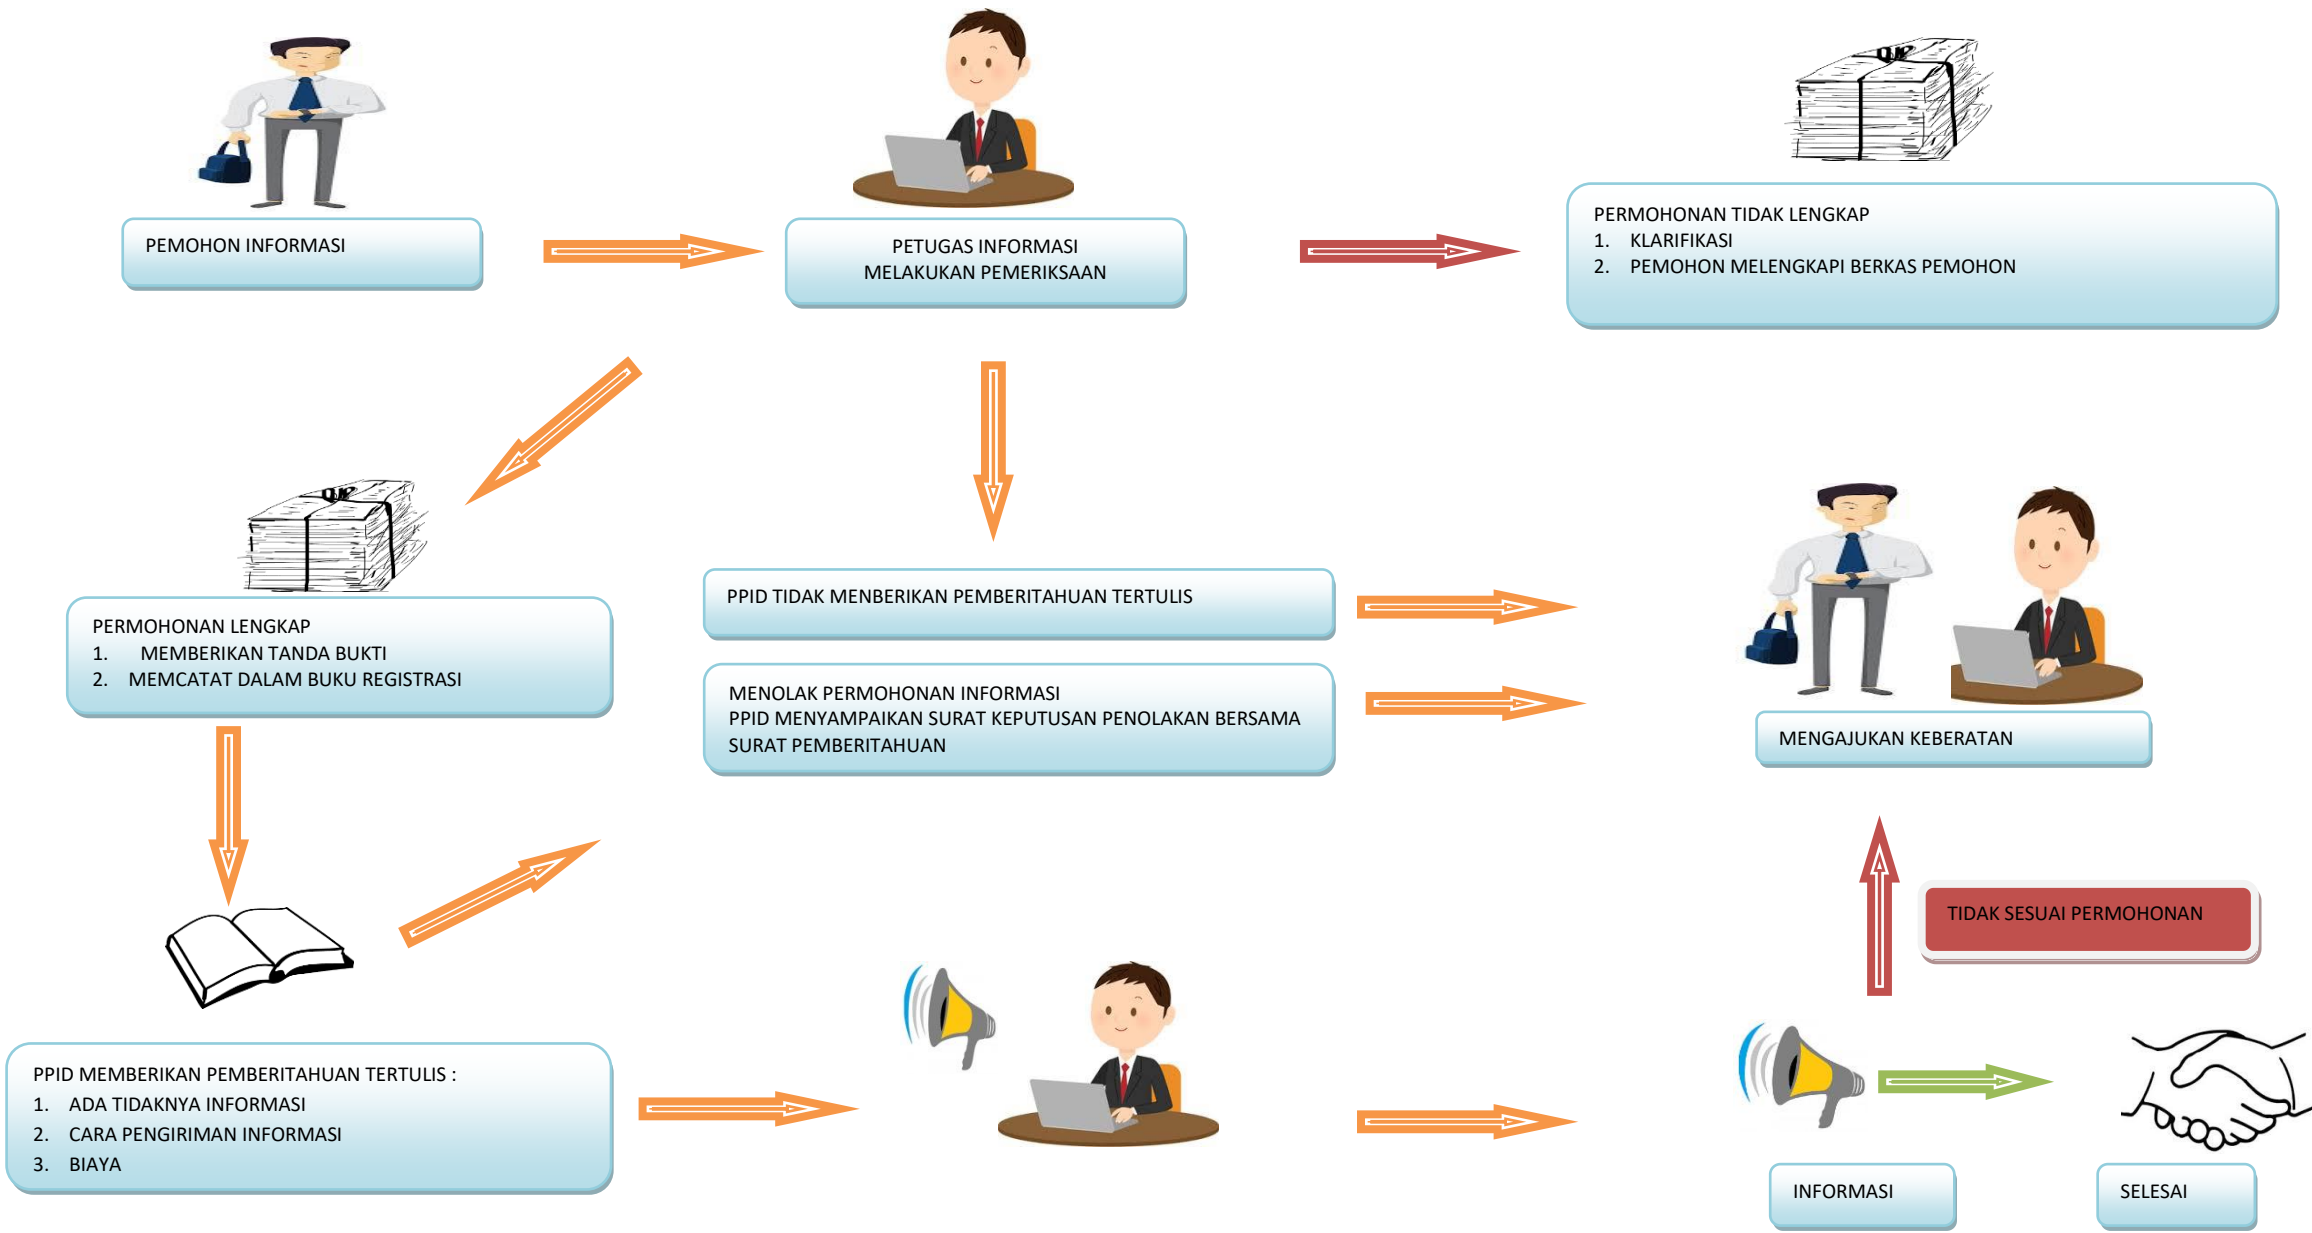 PEMOHON INFORMASI
PETUGAS INFORMASI
MELAKUKAN PEMERIKSAAN
PERMOHONAN TIDAK LENGKAP
1. KLARIFIKASI
2. PEMOHON MELENGKAPI BERKAS PEMOHON
PERMOHONAN LENGKAP
1. MEMBERIKAN TANDA BUKTI
2. MEMCATAT DALAM BUKU REGISTRASI
PPID TIDAK MENBERIKAN PEMBERITAHUAN TERTULIS
MENOLAK PERMOHONAN INFORMASI
PPID MENYAMPAIKAN SURAT KEPUTUSAN PENOLAKAN BERSAMA
SURAT PEMBERITAHUAN
MENGAJUKAN KEBERATAN
TIDAK SESUAI PERMOHONAN
PPID MEMBERIKAN PEMBERITAHUAN TERTULIS :
1. ADA TIDAKNYA INFORMASI
2. CARA PENGIRIMAN INFORMASI
3. BIAYA
INFORMASI
SELESAI